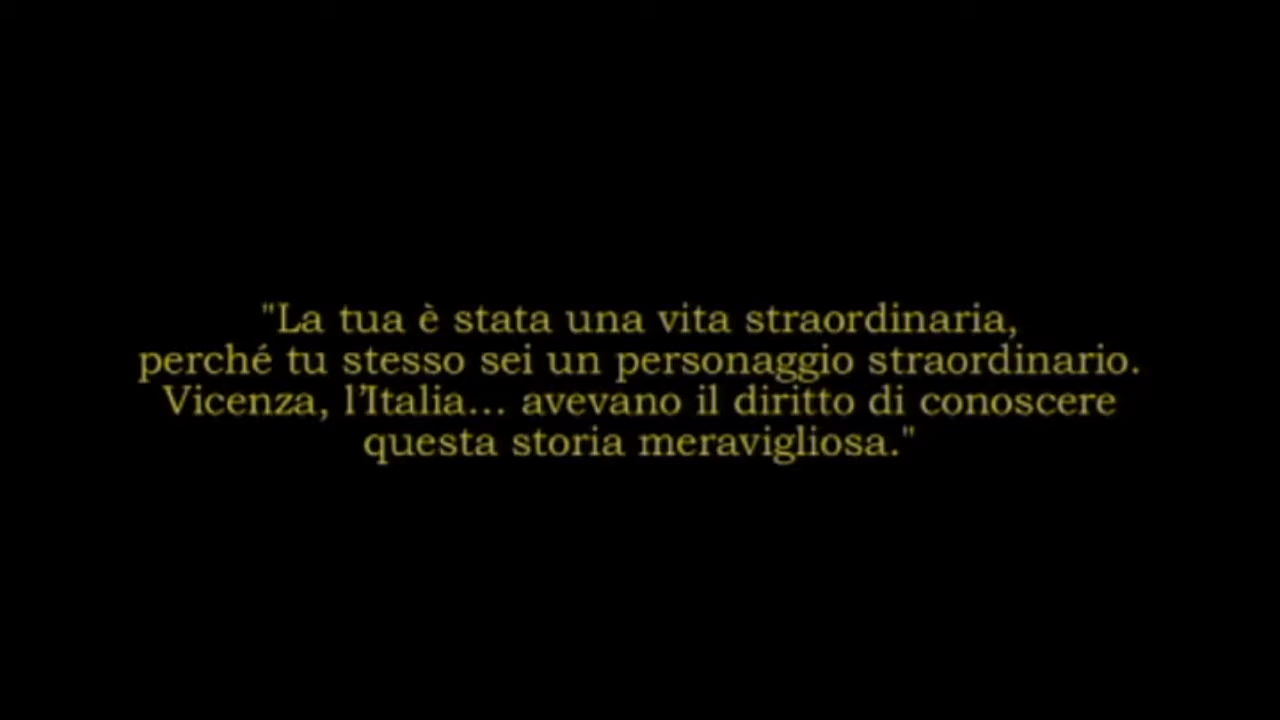 "La tua è stata una vita straordinaria,
perché tu stesso sei un personaggio straordinario.
Vicenza, l'Italia... avevano il diritto di conoscere
questa storia meravigliosa."